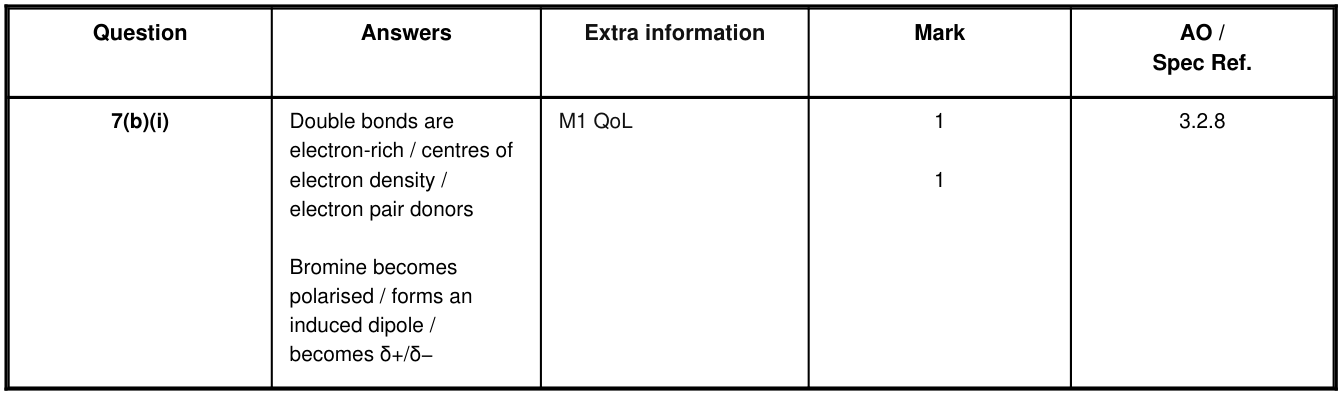 Question Answers Extra information Mark AO /
Spec Ref.
7(b)(i) Double bonds are M1 QoL 1 3.2.8
electron-rich / centres of
electron density / 1
electron pair donors
Bromine becomes
polarised / forms an
induced dipole /
becomes δ+/δ–